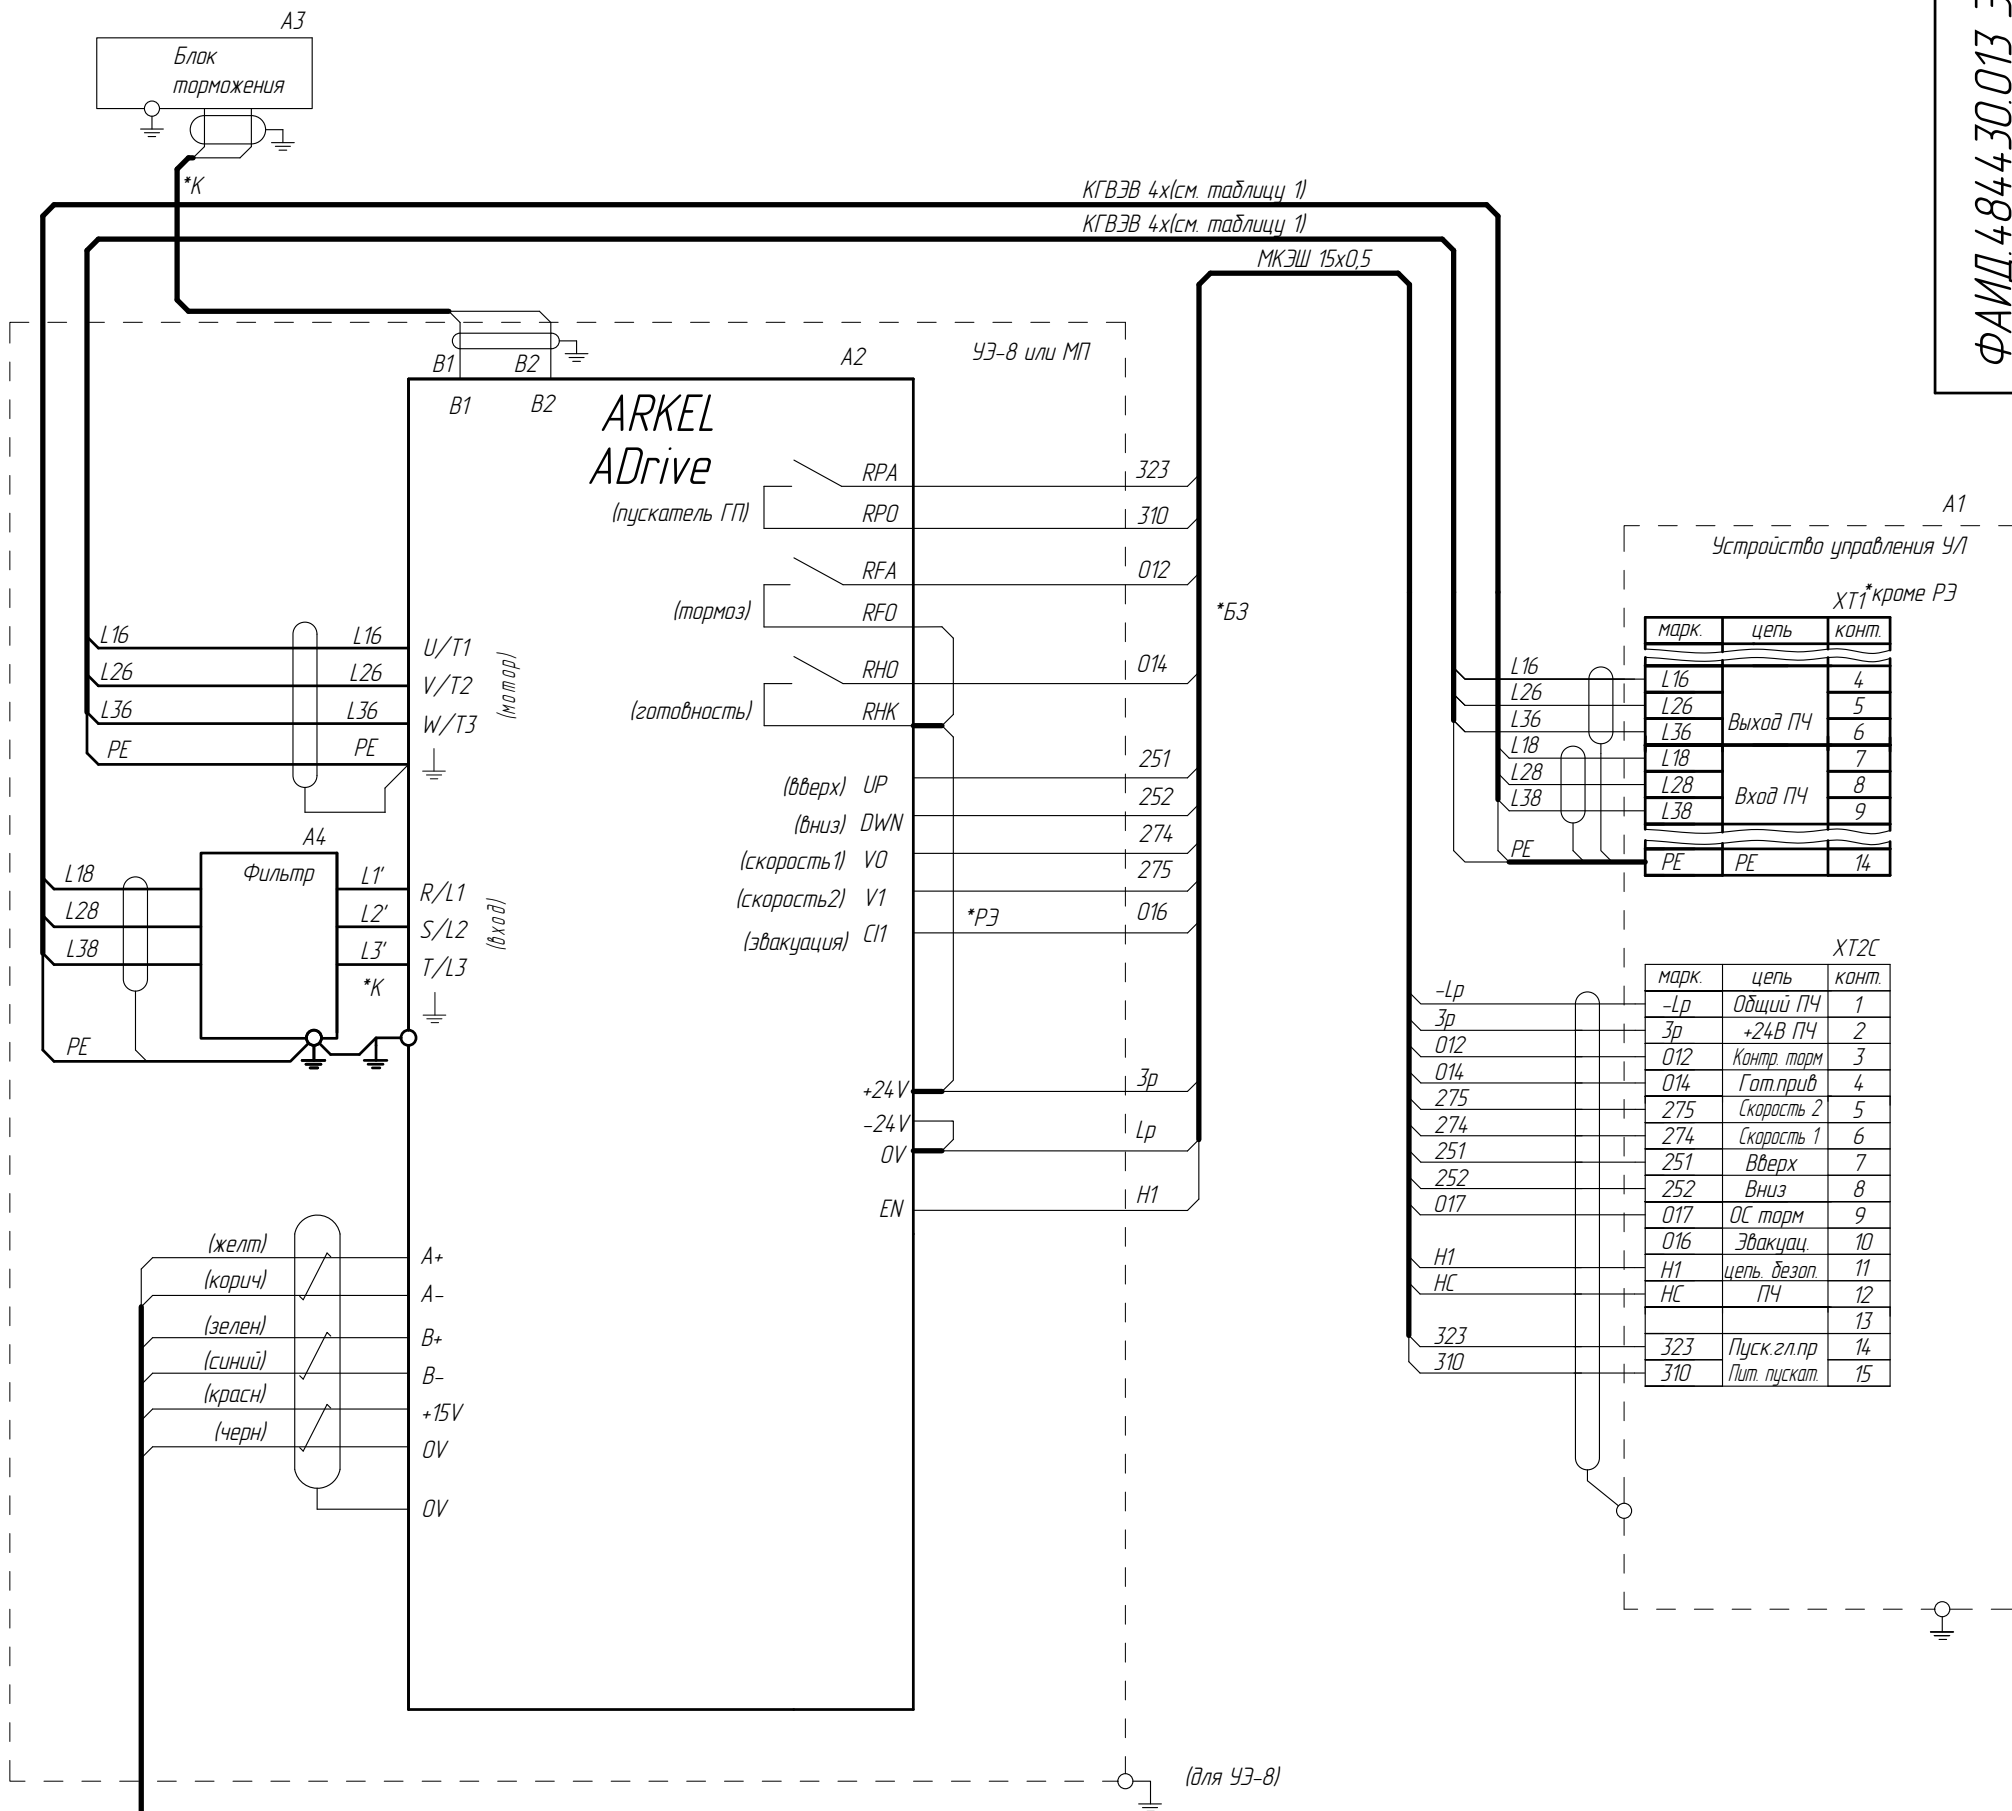 А3
Блок
торможения
*К
КГВЭВ 4х(см. таблицу 1)
КГВЭВ 4х(см. таблицу 1)
МКЭШ 15х0,5
ФАИД.484430.013
УЭ-8 или МП
А2
B1 B2
B1 B2
ARKEL
ADrive
(пускатель ГП)
RPA 323
RPO 310
(тормоз)
RFA 012
RFO
(готовность)
RHO 014
RHK
(вверх) UP 251
(вниз) DWN 252
(скорость1) V0 274
(скорость2) V1 275
(эвакуация) CI1 *РЭ 016
+24V 3р
-24V
0V Lp
EN H1
*БЗ
L16 L16 U/T1
L26 L26 V/T2
L36 L36 W/T3
PE PE
(мотор)
А4
Фильтр
L18 L1' R/L1
L28 L2' S/L2
L38 L3' T/L3
(вход)
*К
PE
(желт) A+
(корич) A-
(зелен) B+
(синий) B-
(красн) +15V
(черн) 0V
0V
(для УЭ-8)
А1
Устройство управления УЛ
*кроме РЭ
XT1
марк. цепь конт.
L16 L16 4
L26 L26 5
L36 L36 Выход ПЧ 6
L18 L18 7
L28 L28 8
L38 L38 Вход ПЧ 9
PE PE PE 14
XT2C
марк. цепь конт.
-Lp -Lp Общий ПЧ 1
3р 3р +24В ПЧ 2
012 012 Контр. торм 3
014 014 Гот.прив 4
275 275 Скорость 2 5
274 274 Скорость 1 6
251 251 Вверх 7
252 252 Вниз 8
017 017 ОС торм 9
016 Эвакуац. 10
H1 H1 цепь. безоп. 11
НС НС ПЧ 12
13
323 323 Пуск.гл.пр 14
310 310 Пит. пускат. 15